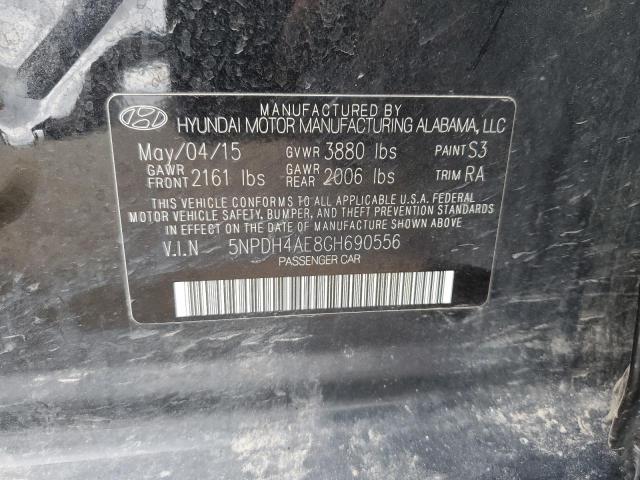 MANUFACTURED BY
HYUNDAI MOTOR MANUFACTURING ALABAMA, LLC
May/04/15 GVWR 3880 lbs PAINT S3
GAWR FRONT 2161 lbs GAWR REAR 2006 lbs TRIM RA
THIS VEHICLE CONFORMS TO ALL APPLICABLE U.S.A. FEDERAL
MOTOR VEHICLE SAFETY, BUMPER, AND THEFT PREVENTION STANDARDS
IN EFFECT ON THE DATE OF MANUFACTURE SHOWN ABOVE
V.I.N 5NPDH4AE8GH690556
PASSENGER CAR